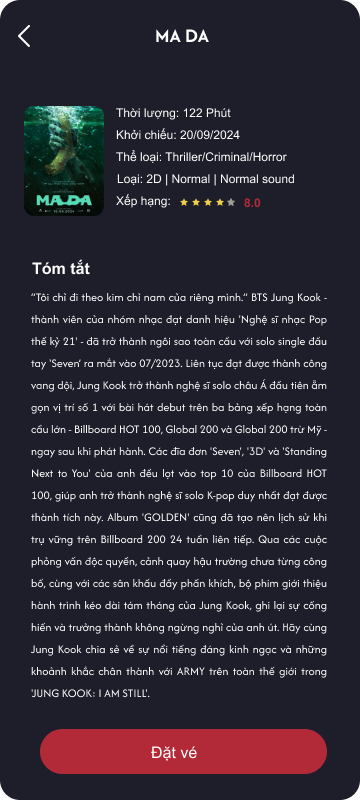 MA DA
Thời lượng: 122 Phút
Khởi chiếu: 20/09/2024
Thể loại: Thriller/Criminal/Horror
Loại: 2D | Normal | Normal sound
Xếp hạng: 8.0
MA DA
Tóm tắt
“Tôi chỉ đi theo kim chỉ nam của riêng mình.” BTS Jung Kook -
thành viên của nhóm nhạc đạt danh hiệu 'Nghệ sĩ nhạc Pop
thế kỷ 21' - đã trở thành ngôi sao toàn cầu với solo single đầu
tay 'Seven' ra mắt vào 07/2023. Liên tục đạt được thành công
vang dội, Jung Kook trở thành nghệ sĩ solo châu Á đầu tiên ẵm
gọn vị trí số 1 với bài hát debut trên ba bảng xếp hạng toàn
cầu lớn - Billboard HOT 100, Global 200 và Global 200 trừ Mỹ -
ngay sau khi phát hành. Các đĩa đơn 'Seven', '3D' và 'Standing
Next to You' của anh đều lọt vào top 10 của Billboard HOT
100, giúp anh trở thành nghệ sĩ solo K-pop duy nhất đạt được
thành tích này. Album 'GOLDEN' cũng đã tạo nên lịch sử khi
trụ vững trên Billboard 200 24 tuần liên tiếp. Qua các cuộc
phỏng vấn độc quyền, cảnh quay hậu trường chưa từng công
bố, cùng với các sân khấu đầy phấn khích, bộ phim giới thiệu
hành trình kéo dài tám tháng của Jung Kook, ghi lại sự cống
hiến và trưởng thành không ngừng nghỉ của anh út. Hãy cùng
Jung Kook chia sẻ về sự nổi tiếng đáng kinh ngạc và những
khoảnh khắc chân thành với ARMY trên toàn thế giới trong
'JUNG KOOK: I AM STILL'.
Đặt vé